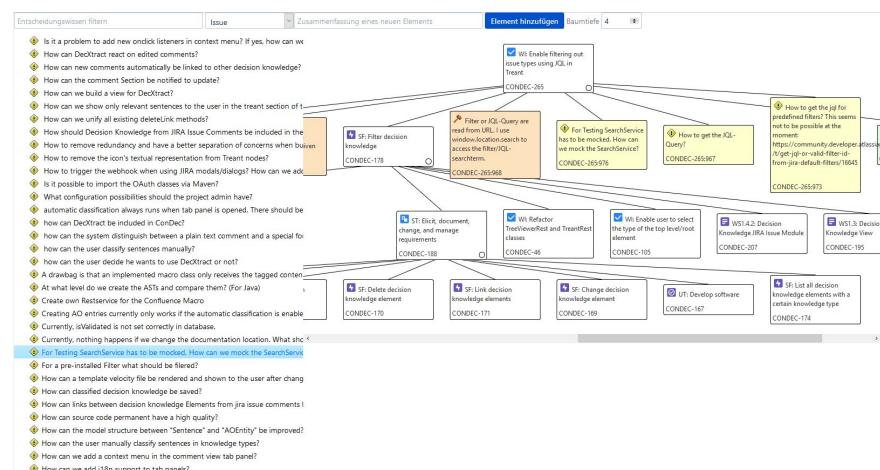 Entscheidungswissen filtern
Issue
Zusammenfassung eines neuen Elements
Element hinzufügen
Baumtiefe 4
Is it a problem to add new onclick listeners in context menu? If yes, how can we
How can DecXtract react on edited comments?
How can new comments automatically be linked to other decision knowledge?
How can the comment Section be notified to update?
How can we build a view for DecXtract?
How can we show only relevant sentences to the user in the treant section of t
How can we unify all existing deleteLink methods?
How should Decision Knowledge from JIRA Issue Comments be included in the
How to remove redundancy and have a better separation of concerns when bui
How to remove the icon's textual representation from Treant nodes?
How to trigger the webhook when using JIRA modals/dialogs? How can we add
Is it possible to import the OAuth classes via Maven?
What configuration possibilities should the project admin have?
automatic classification always runs when tab panel is opened. There should be
how can DecXtract be included in ConDec?
how can the system distinguish between a plain text comment and a special for
how can the user classify sentences manually?
how can the user decide he wants to use DecXtract or not?
A drawbag is that an implemented macro class only receives the tagged conten
At what level do we create the ASTs and compare them? (For Java)
Create own Restservice for the Confluence Macro
Creating AO entries currently only works if the automatic classification is enable
Currently, isValidated is not set correctly in database.
Currently, nothing happens if we change the documentation location. What sho
For Testing SearchService has to be mocked. How can we mock the SearchServic
For a pre-installed Filter what should be filered?
How can a template velocity file be rendered and shown to the user after chang
How can classified decision knowledge be saved?
How can links between decision knowledge Elements from jira issue comments l
How can source code permanent have a high quality?
How can the model structure between "Sentence" and "AOEntity" be improved?
How can the user manually classify sentences in knowledge types?
How can we add a context menu in the comment view tab panel?
How can we add i18n support to tab panels?
WI: Enable filtering out
issue types using JQL in
Treant
CONDEC-265
ven
SF: Filter decision
knowledge
CONDEC-178
Filter or JQL-Query are
read from URL. I use
window.location.search to
access the filter/JQL-
searchterm.
CONDEC-265:968
For Testing SearchService
has to be mocked. How can
we mock the SearchService?
CONDEC-265:976
How to get the JQL-
Query?
CONDEC-265:967
How to get the jql for
predefined filters? This seems
not to be possible at the
moment:
https://community.developer.atlassia
/t/get-jql-or-valid-filter-id-
from-jira-default-filters/16645
CONDEC-265:973
ST: Elicit, document,
change, and manage
requirements
CONDEC-188
WI: Refactor
TreeViewerRest and TreantRest
classes
CONDEC-46
WI: Enable user to select
the type of the top level/root
element
CONDEC-105
WS1.4.2: Decision
Knowledge JIRA Issue Module
CONDEC-207
WS1.3: Decision
Knowledge View
CONDEC-195
SF: Delete decision
knowledge element
CONDEC-170
SF: Link decision
knowledge elements
CONDEC-171
SF: Change decision
knowledge element
CONDEC-169
UT: Develop software
CONDEC-167
SF: List all decision
knowledge elements with a
certain knowledge type
CONDEC-174